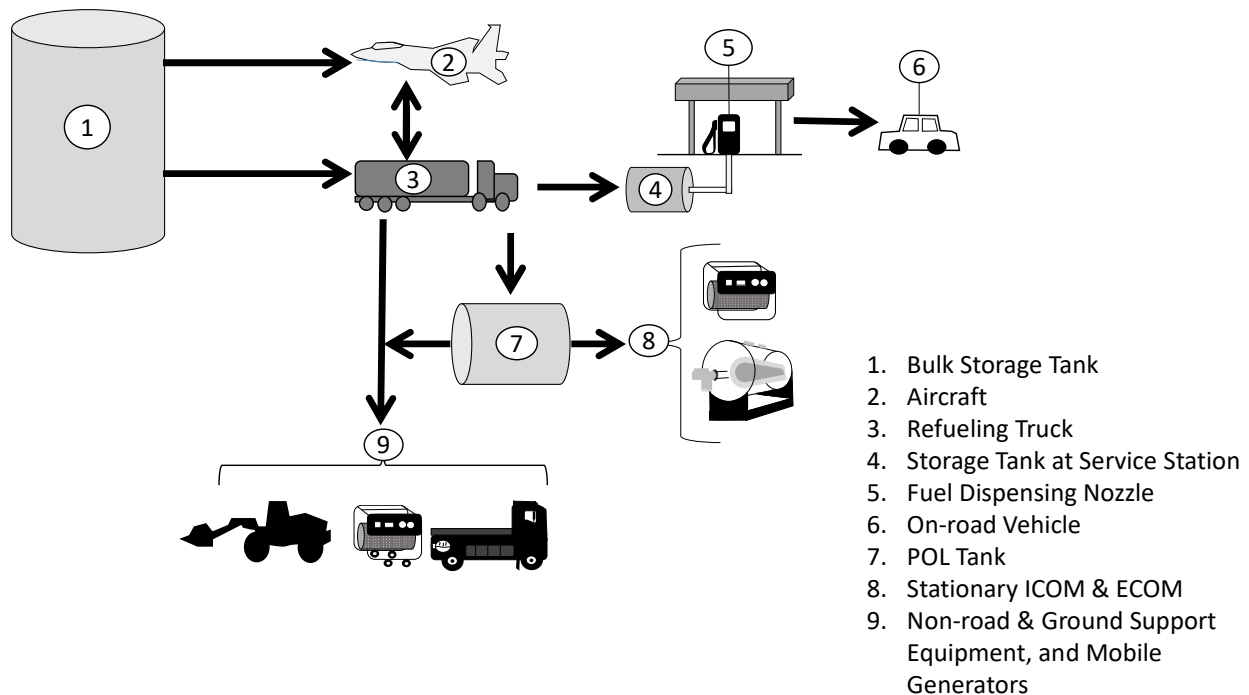 1
2
3
4
5
6
7
8
9
1. Bulk Storage Tank
2. Aircraft
3. Refueling Truck
4. Storage Tank at Service Station
5. Fuel Dispensing Nozzle
6. On-road Vehicle
7. POL Tank
8. Stationary ICOM & ECOM
9. Non-road & Ground Support
Equipment, and Mobile
Generators